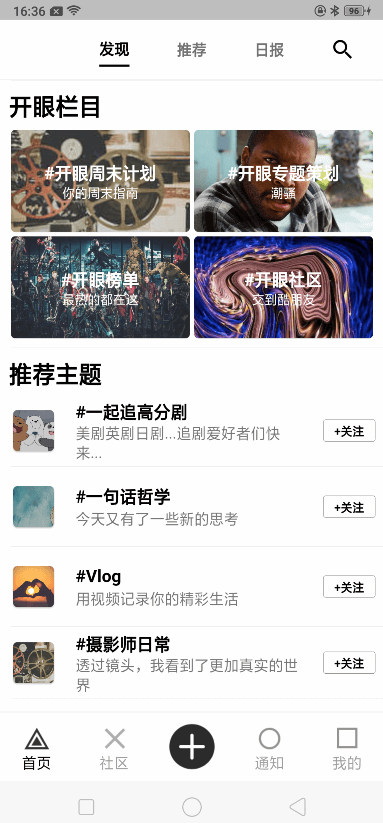 16:36
96
发现
推荐
日报
开眼栏目
#开眼周末计划
你的周末指南
#开眼专题策划
潮骚
#开眼榜单
最热的都在这
#开眼社区
交到酷朋友
推荐主题
#一起追高分剧
美剧英剧日剧...追剧爱好者们快
来...
+关注
#一句话哲学
今天又有了一些新的思考
+关注
#Vlog
用视频记录你的精彩生活
+关注
#摄影师日常
透过镜头，我看到了更加真实的世
界
+关注
首页
社区
通知
我的